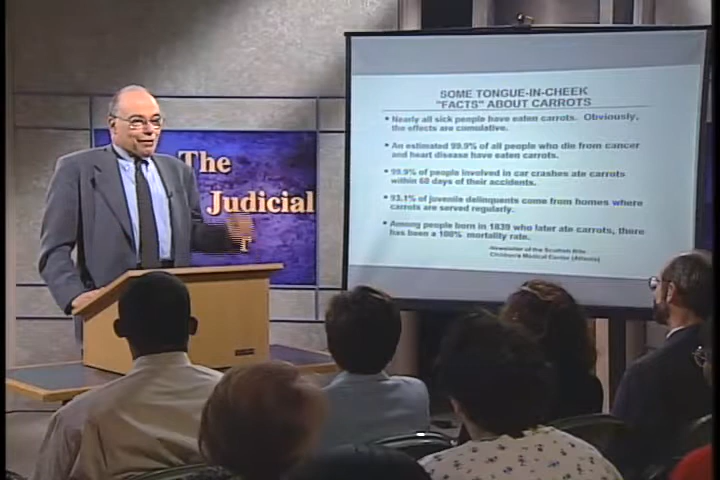 The
Judicial
SOME TONGUE-IN-CHEEK
"FACTS" ABOUT CARROTS
• Nearly all sick people have eaten carrots. Obviously,
the effects are cumulative.
• An estimated 99.9% of all people who die from cancer
and heart disease have eaten carrots.
• 99.9% of people involved in car crashes ate carrots
within 60 days of their accidents.
• 93.1% of juvenile delinquents come from homes where
carrots are served regularly.
• Among people born in 1839 who later ate carrots, there
has been a 100% mortality rate.
-Newsletter of the Scottish Rite
Children's Medical Center (Atlanta)